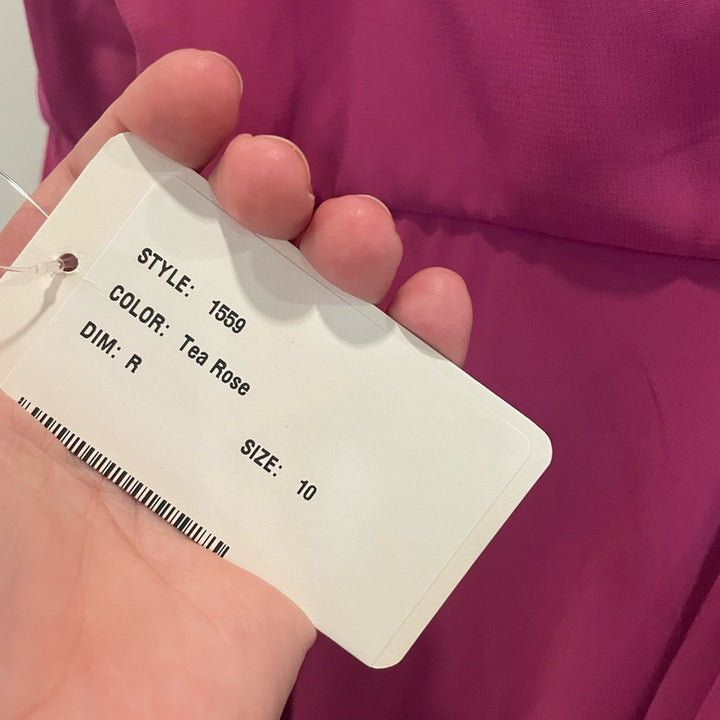 STYLE: 1559
COLOR: Tea Rose
DIM: R
SIZE: 10